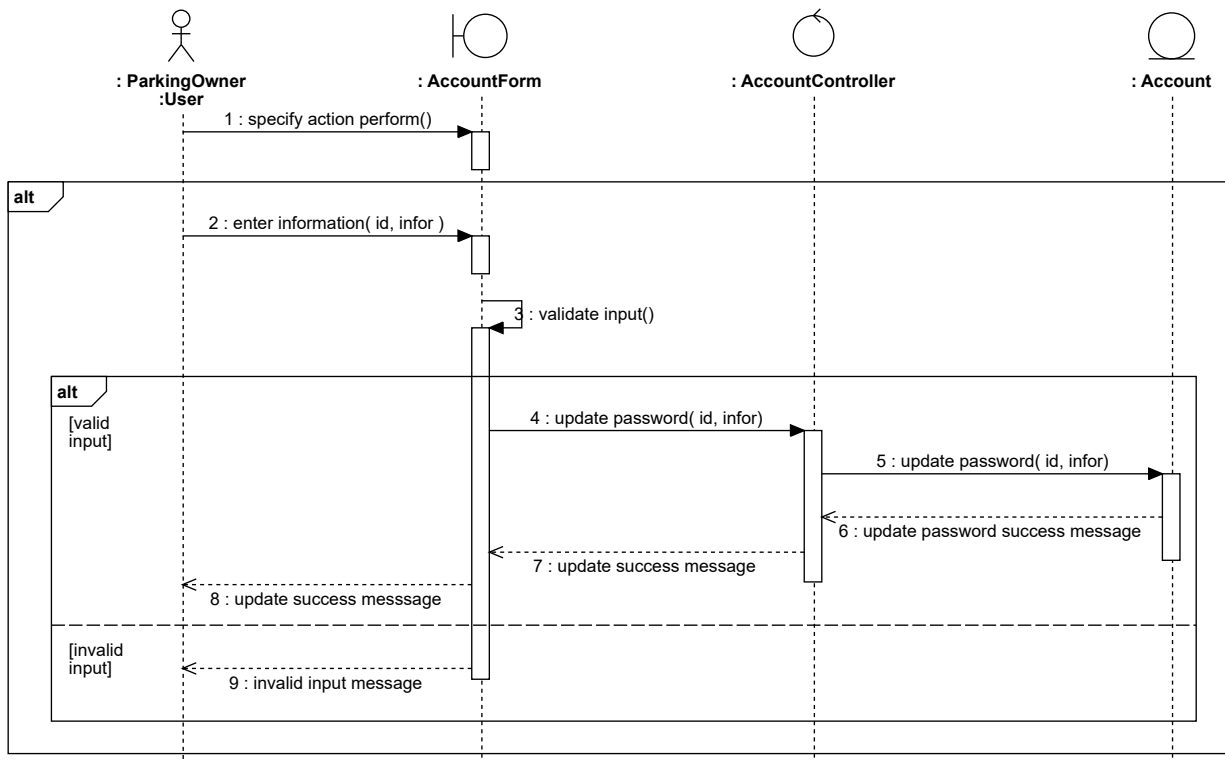 : ParkingOwner
:User
: AccountForm
: AccountController
: Account
1 : specify action perform()
alt
2 : enter information( id, infor )
3 : validate input()
alt
[valid
input]
4 : update password( id, infor)
5 : update password( id, infor)
6 : update password success message
7 : update success message
8 : update success messsage
[invalid
input]
9 : invalid input message